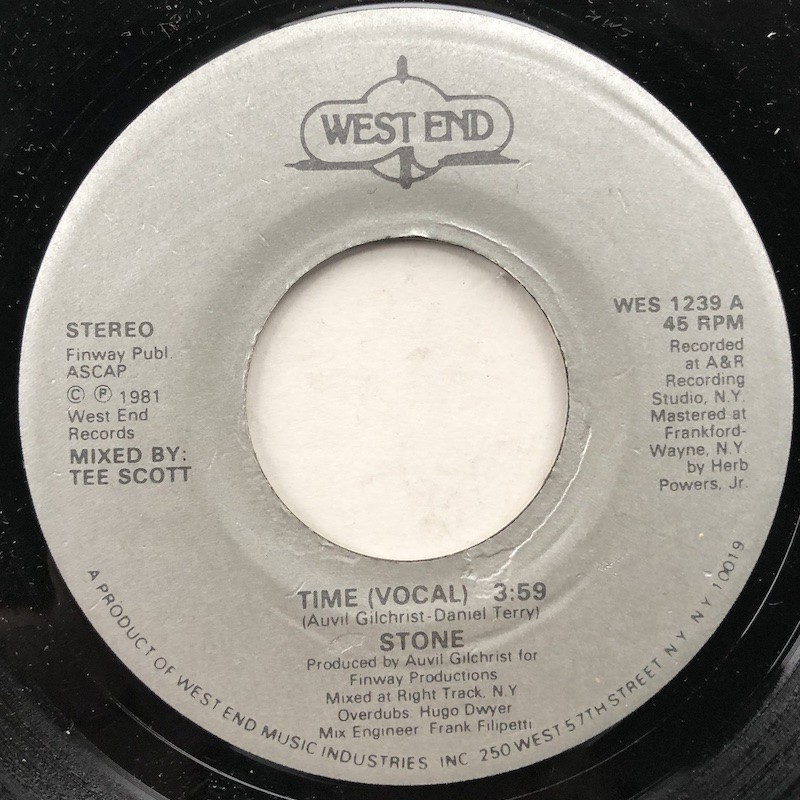 WEST END
STEREO
Finway Publ.
ASCAP
© ℗ 1981
West End
Records
MIXED BY:
TEE SCOTT
WES 1239 A
45 RPM
Recorded
at A&R
Recording
Studio, N.Y.
Mastered at
Frankford-
Wayne, N.Y.
by Herb
Powers, Jr.
TIME (VOCAL) 3:59
(Auvil Gilchrist-Daniel Terry)
STONE
Produced by Auvil Gilchrist for
Finway Productions
Mixed at Right Track, N.Y
Overdubs: Hugo Dwyer
Mix Engineer: Frank Filipetti
A PRODUCT OF WEST END MUSIC INDUSTRIES INC 250 WEST 57TH STREET N Y NY 10019